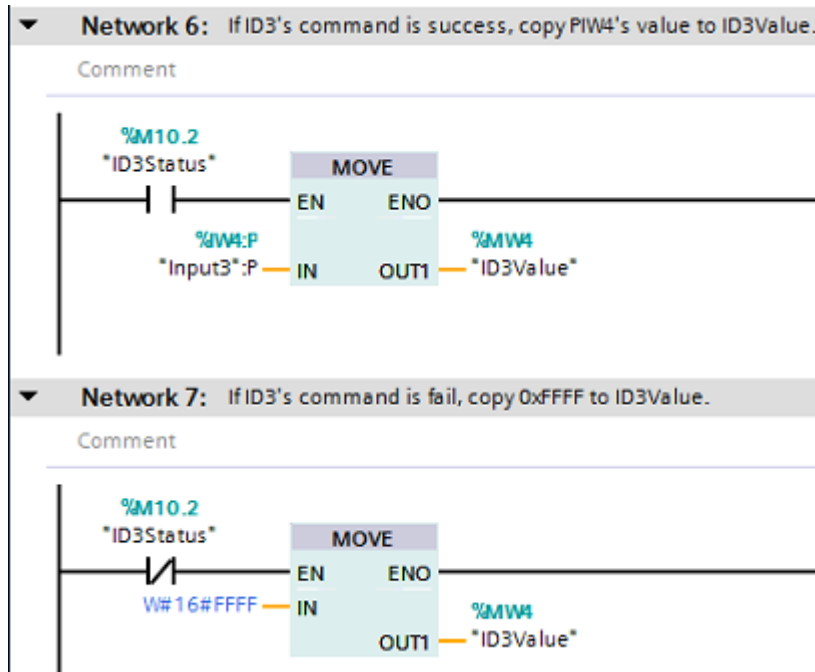 Network 6: If ID3's command is success, copy PIW4's value to ID3Value.
Comment
%M10.2
"ID3Status"
MOVE
EN ENO
%IW4:P %MW4
"Input3":P IN OUT1 "ID3Value"
Network 7: If ID3's command is fail, copy 0xFFFF to ID3Value.
Comment
%M10.2
"ID3Status"
MOVE
EN ENO
W#16#FFFF IN
%MW4
OUT1 "ID3Value"